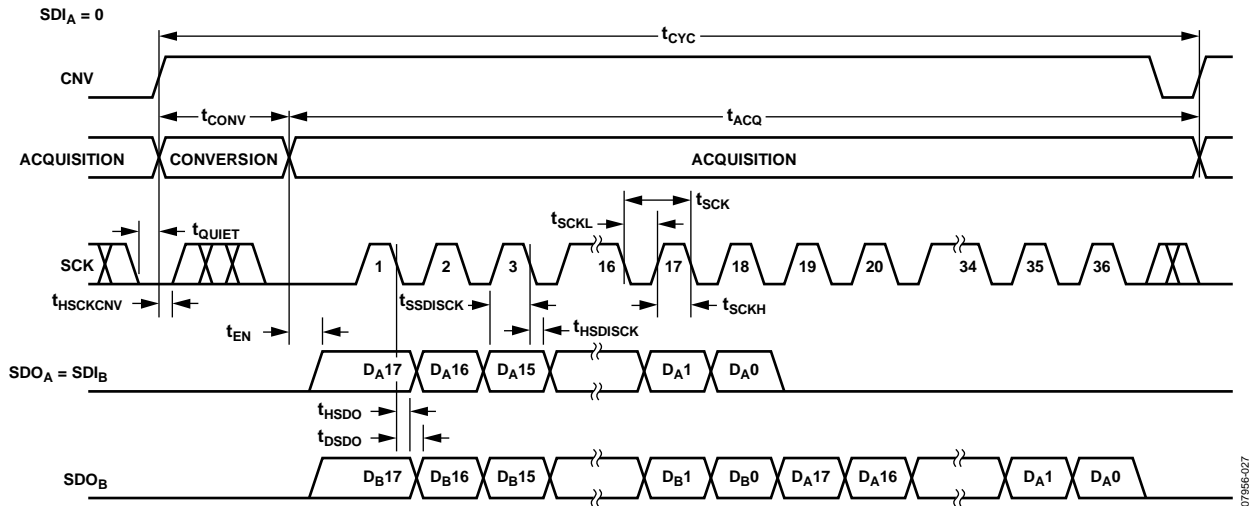 SDIA = 0
tCYC
CNV
tCONV
tACQ
ACQUISITION
CONVERSION
ACQUISITION
tQUIET
tSCKL
tSCK
SCK
1
2
3
16
17
18
19
20
34
35
36
tHSCKCNV
tSSDISCK
tSCKH
tEN
tHSDISCK
SDOA = SDIB
DA17
DA16
DA15
DA1
DA0
tHSDO
tDSDO
SDOB
DB17
DB16
DB15
DB1
DB0
DA17
DA16
DA1
DA0
07956-027